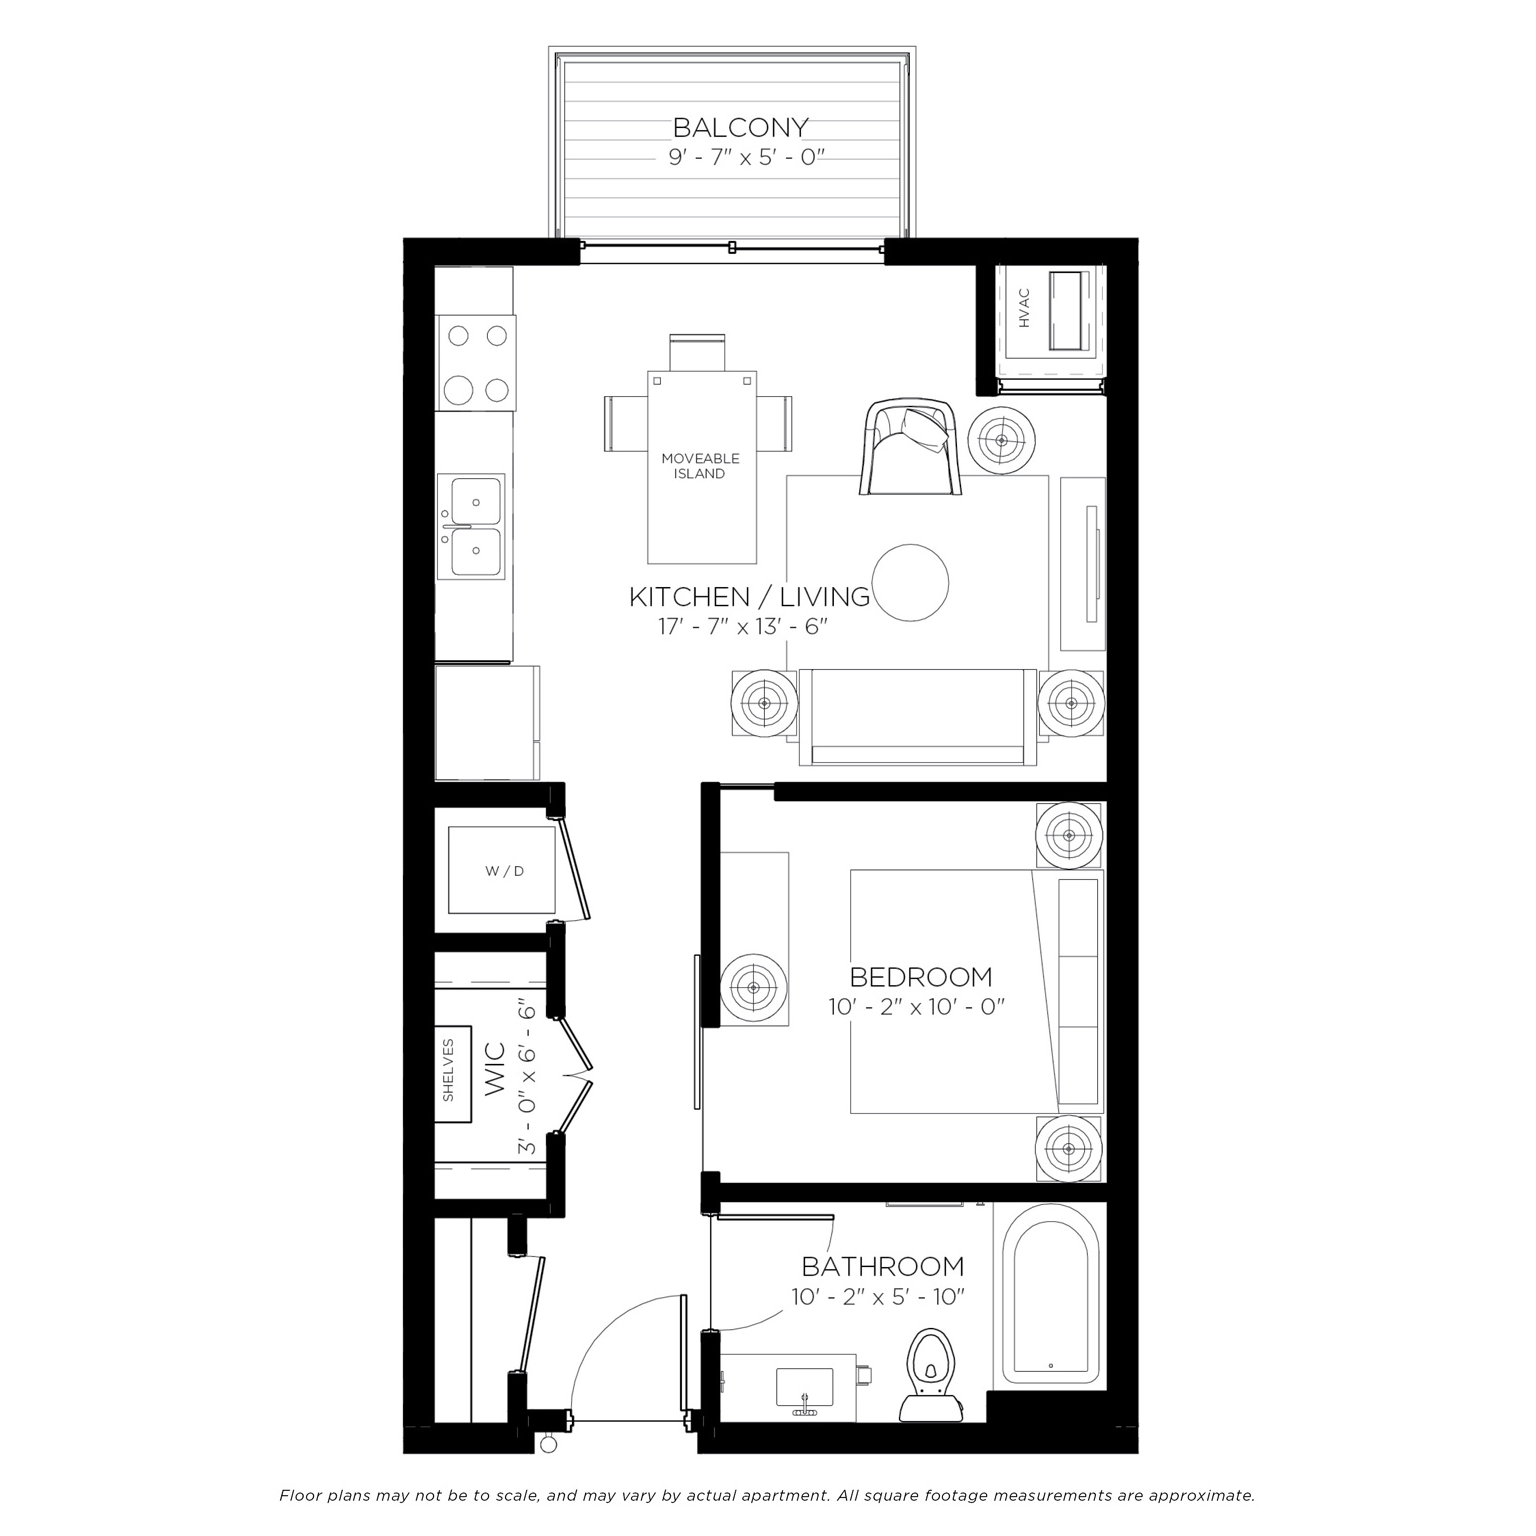 BALCONY
9' - 7" x 5' - 0"
HVAC
MOVEABLE
ISLAND
KITCHEN / LIVING
17' - 7" x 13' - 6"
W / D
BEDROOM
10' - 2" x 10' - 0"
SHELVES
WIC
3' - 0" x 6' - 6"
BATHROOM
10' - 2" x 5' - 10"
Floor plans may not be to scale, and may vary by actual apartment. All square footage measurements are approximate.